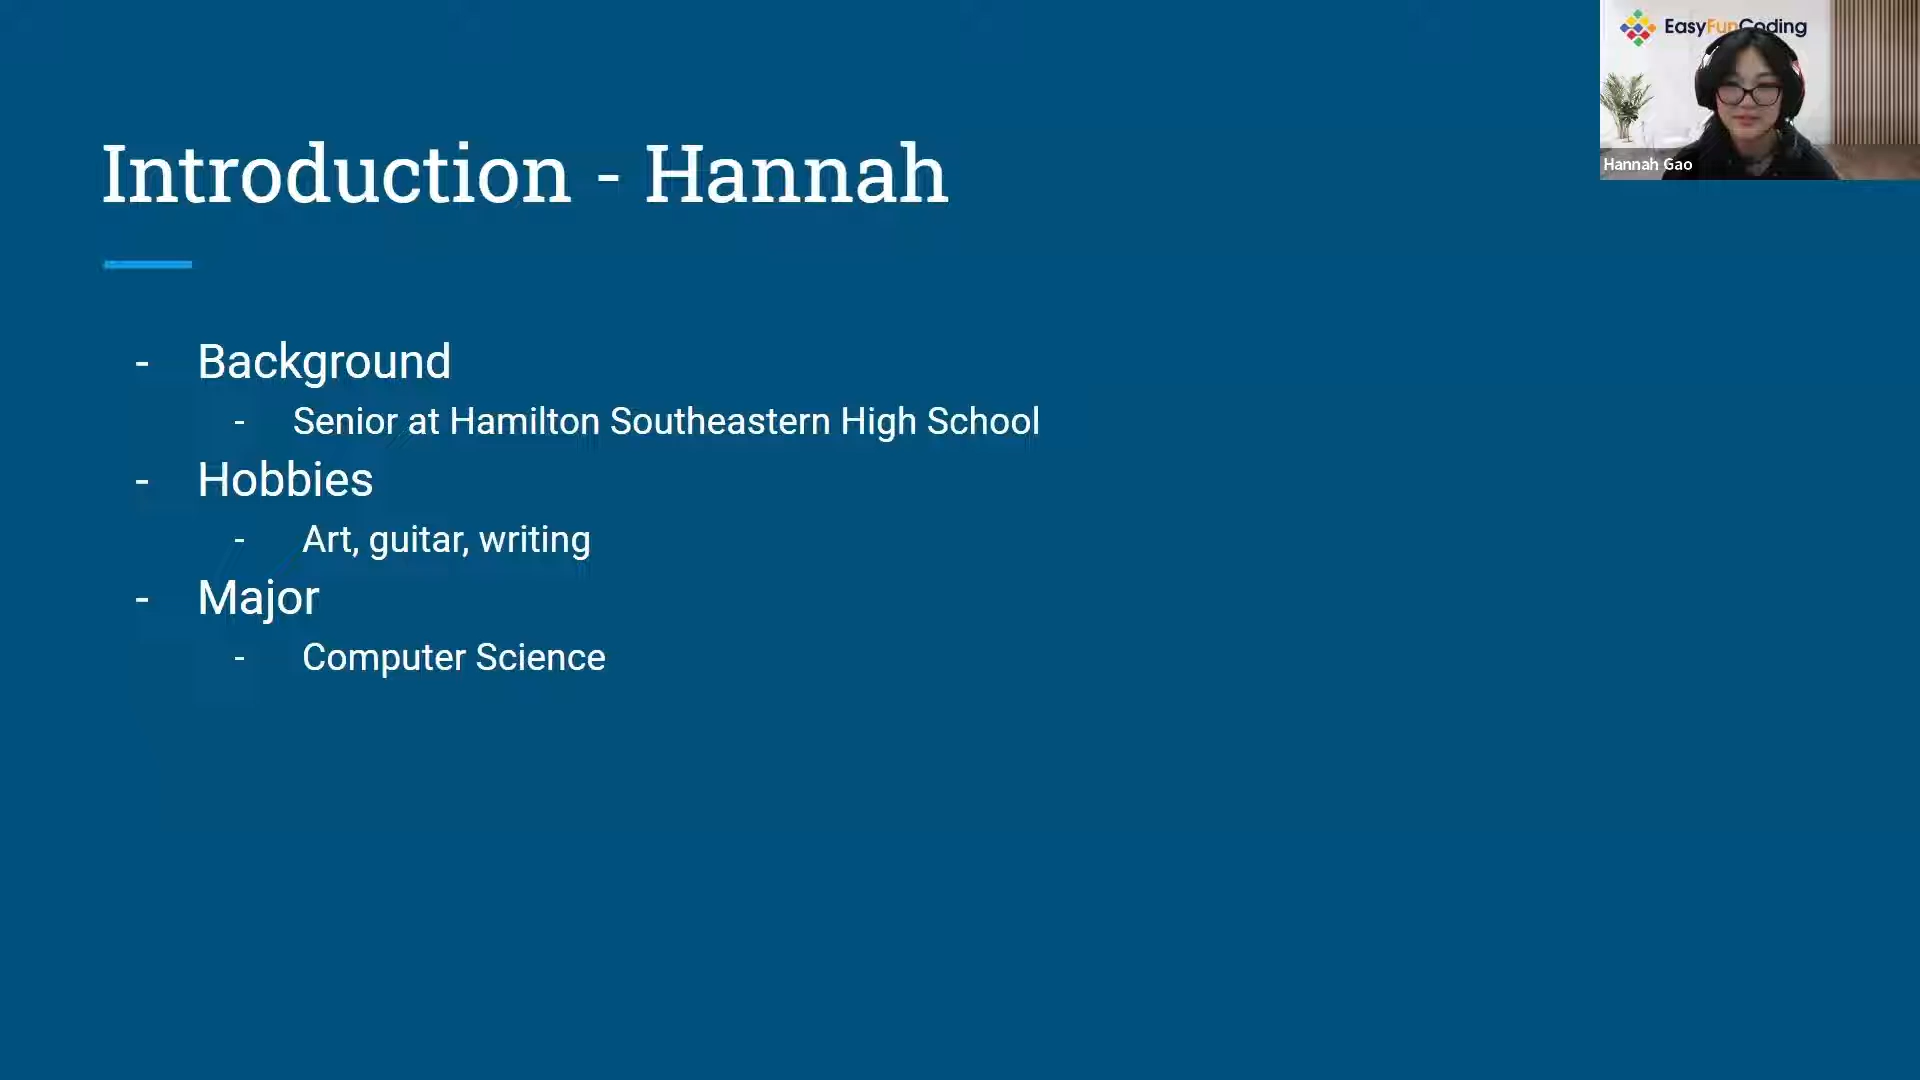 EasyFunCoding
Hannah Gao
Introduction - Hannah
- Background
- Senior at Hamilton Southeastern High School
- Hobbies
- Art, guitar, writing
- Major
- Computer Science